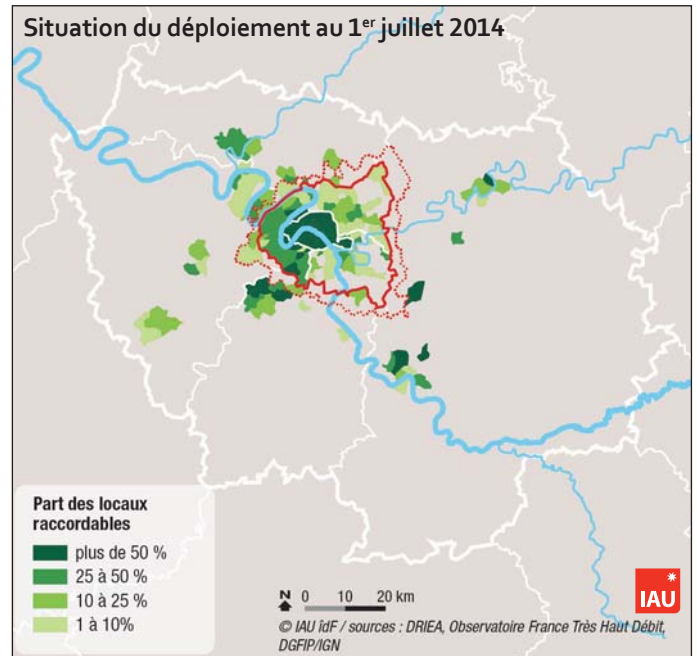 Situation du déploiement au 1er juillet 2014
Part des locaux
raccordables
plus de 50 %
25 à 50 %
10 à 25 %
1 à 10%
N 0 10 20 km
© IAU îdF / sources : DRIEA, Observatoire France Très Haut Débit,
DGFIP/IGN
IAU